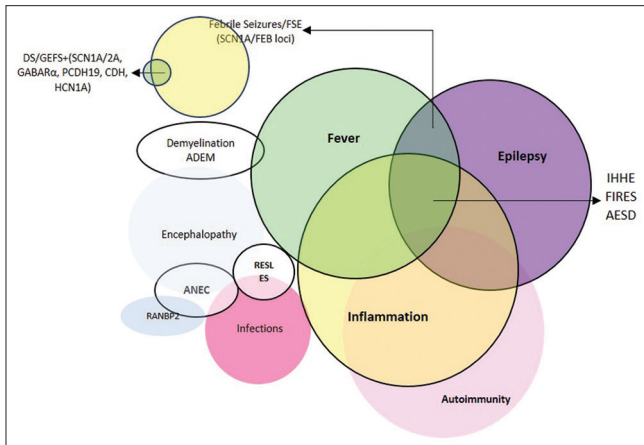 Febrile Seizures/FSE
(SCN1A/FEB loci)
DS/GEFS+(SCN1A/2A,
GABARα, PCDH19, CDH,
HCN1A)
Fever
Epilepsy
Demyelination
ADEM
IHHE
FIRES
AESD
Encephalopathy
RESL
ES
ANEC
RANBP2
Infections
Inflammation
Autoimmunity